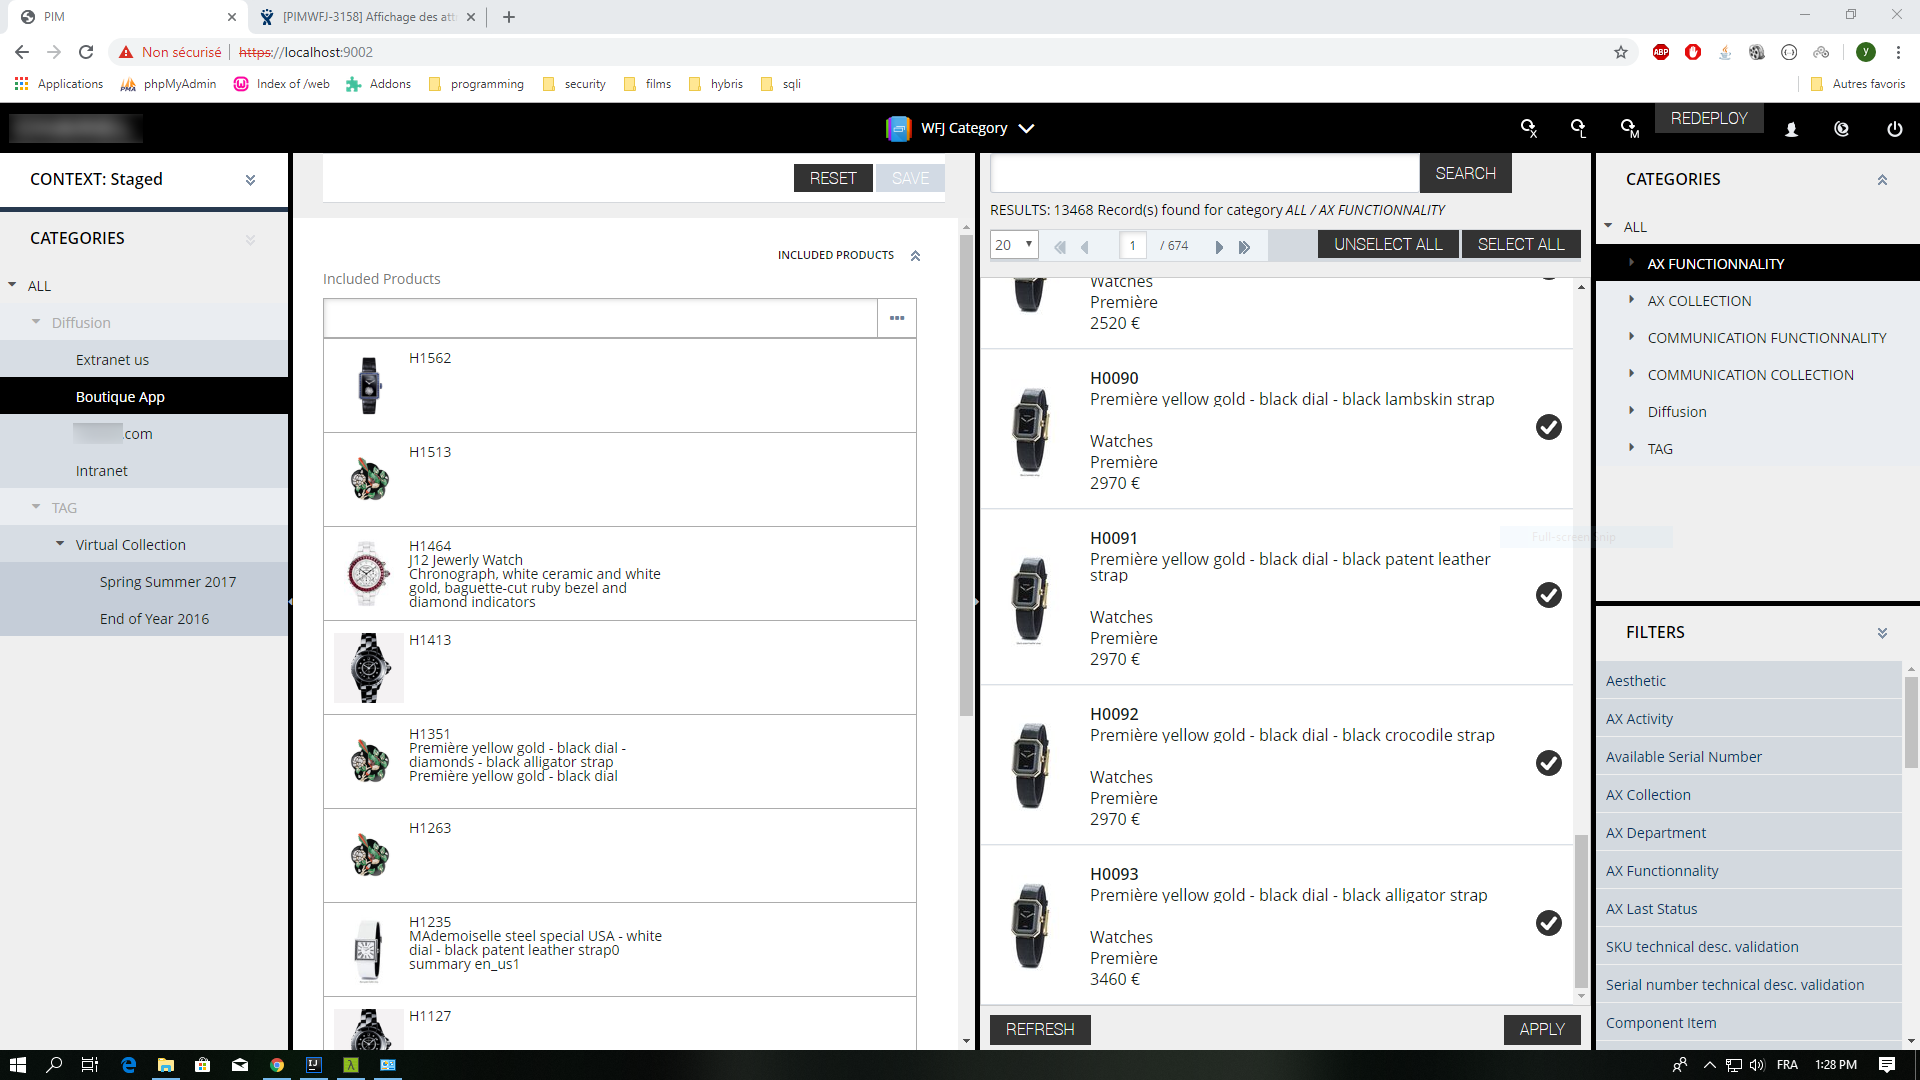 PIM
[PIMWFJ-3158] Affichage des att
Non sécurisé
https://localhost:9002
ABP
y
Applications
phpMyAdmin
Index of /web
Addons
programming
security
films
hybris
sqli
Autres favoris
WFJ Category
X
L
M
REDEPLOY
CONTEXT: Staged
CATEGORIES
ALL
Diffusion
Extranet us
Boutique App
.com
Intranet
TAG
Virtual Collection
Spring Summer 2017
End of Year 2016
RESET
SAVE
INCLUDED PRODUCTS
Included Products
H1562
H1513
H1464
J12 Jewerly Watch
Chronograph, white ceramic and white
gold, baguette-cut ruby bezel and
diamond indicators
H1413
H1351
Première yellow gold - black dial -
diamonds - black alligator strap
Première yellow gold - black dial
H1263
H1235
MAdemoiselle steel special USA - white
dial - black patent leather strap0
summary en_us1
H1127
SEARCH
RESULTS: 13468 Record(s) found for category ALL / AX FUNCTIONNALITY
20
1
/ 674
UNSELECT ALL
SELECT ALL
Watches
Première
2520 €
H0090
Première yellow gold - black dial - black lambskin strap
Watches
Première
2970 €
H0091
Première yellow gold - black dial - black patent leather
strap
Watches
Première
2970 €
H0092
Première yellow gold - black dial - black crocodile strap
Watches
Première
2970 €
H0093
Première yellow gold - black dial - black alligator strap
Watches
Première
3460 €
REFRESH
APPLY
CATEGORIES
ALL
AX FUNCTIONNALITY
AX COLLECTION
COMMUNICATION FUNCTIONNALITY
COMMUNICATION COLLECTION
Diffusion
TAG
Full-screen Snip
FILTERS
Aesthetic
AX Activity
Available Serial Number
AX Collection
AX Department
AX Functionnality
AX Last Status
SKU technical desc. validation
Serial number technical desc. validation
Component Item
FRA
1:28 PM